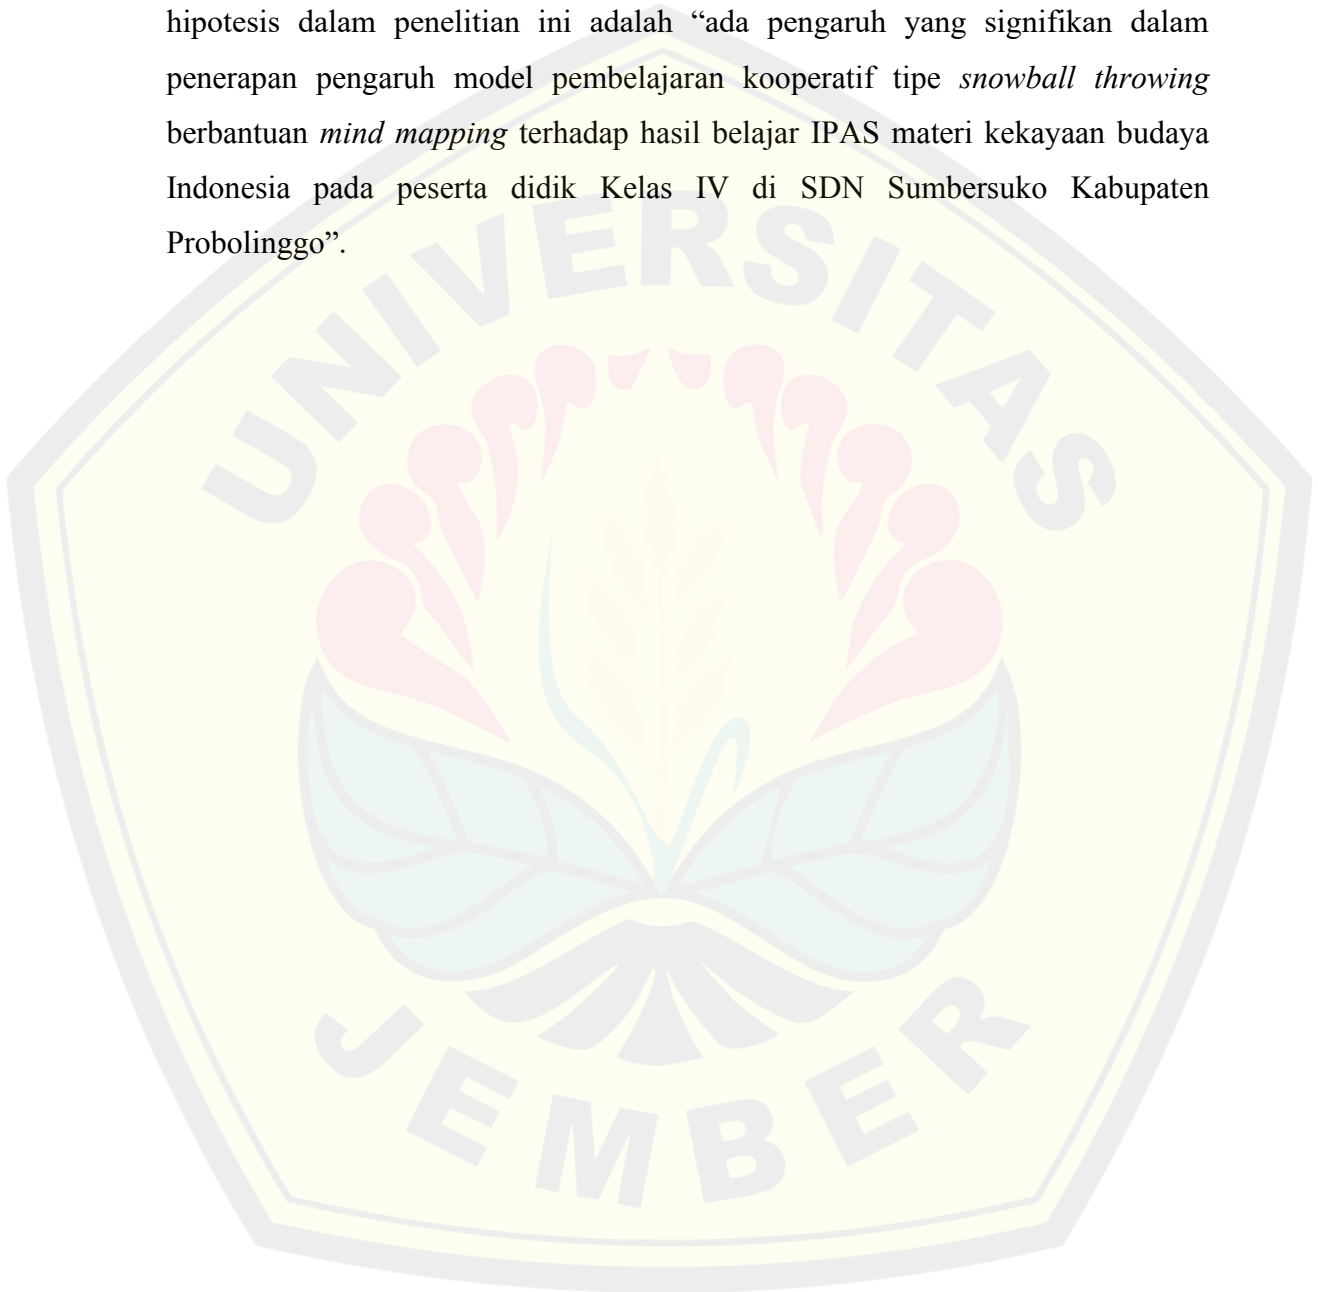 hipotesis dalam penelitian ini adalah “ada pengaruh yang signifikan dalam
penerapan pengaruh model pembelajaran kooperatif tipe snowball throwing
berbantuan mind mapping terhadap hasil belajar IPAS materi kekayaan budaya
Indonesia pada peserta didik Kelas IV di SDN Sumbersuko Kabupaten
Probolinggo”.
UNIVERSITAS
JEMBER